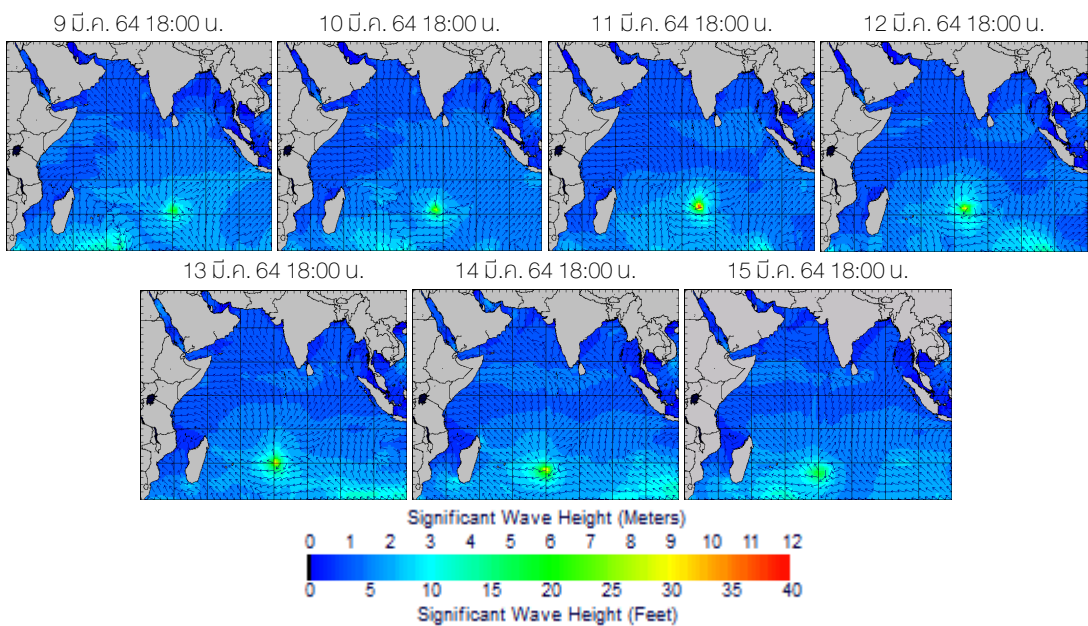 9 มี.ค. 64 18:00 น. 10 มี.ค. 64 18:00 น. 11 มี.ค. 64 18:00 น. 12 มี.ค. 64 18:00 น.
13 มี.ค. 64 18:00 น. 14 มี.ค. 64 18:00 น. 15 มี.ค. 64 18:00 น.
Significant Wave Height (Meters)
0 1 2 3 4 5 6 7 8 9 10 11 12
0 5 10 15 20 25 30 35 40
Significant Wave Height (Feet)